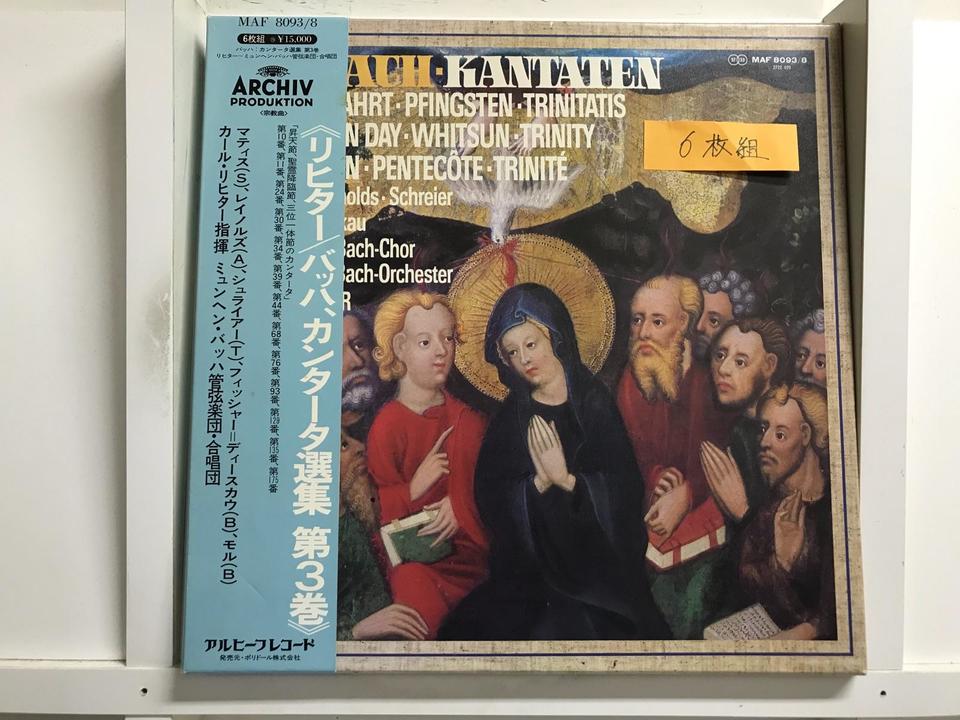 MAF 8093/8
6枚組 ¥15,000
バッハ:カンタータ選集 第3巻
リヒター=ミュンヘン・バッハ管弦楽団・合唱団
ARCHIV
PRODUKTION
〈宗教曲〉
《リヒター/バッハ、カンタータ選集 第3巻》
「昇天節、聖霊降臨節、三位一体節のカンタータ」
第10番、第11番、第24番、第30番、第34番、第39番、第44番、第68番、第76番、第93番、第129番、第135番、第175番
マティス(S)、レイノルズ(A)、シュライアー(T)、フィッシャー=ディースカウ(B)、モル(B)
カール・リヒター指揮 ミュンヘン・バッハ管弦楽団・合唱団
アルヒーフレコード
発売元・ポリドール株式会社
ACH·KANTATEN
AHRT·PFINGSTEN·TRINITATIS
N DAY·WHITSUN·TRINITY
N·PENTECÔTE·TRINITÉ
olds·Schreier
kau
Bach-Chor
Bach-Orchester
R
MAF 8093/8
6枚組